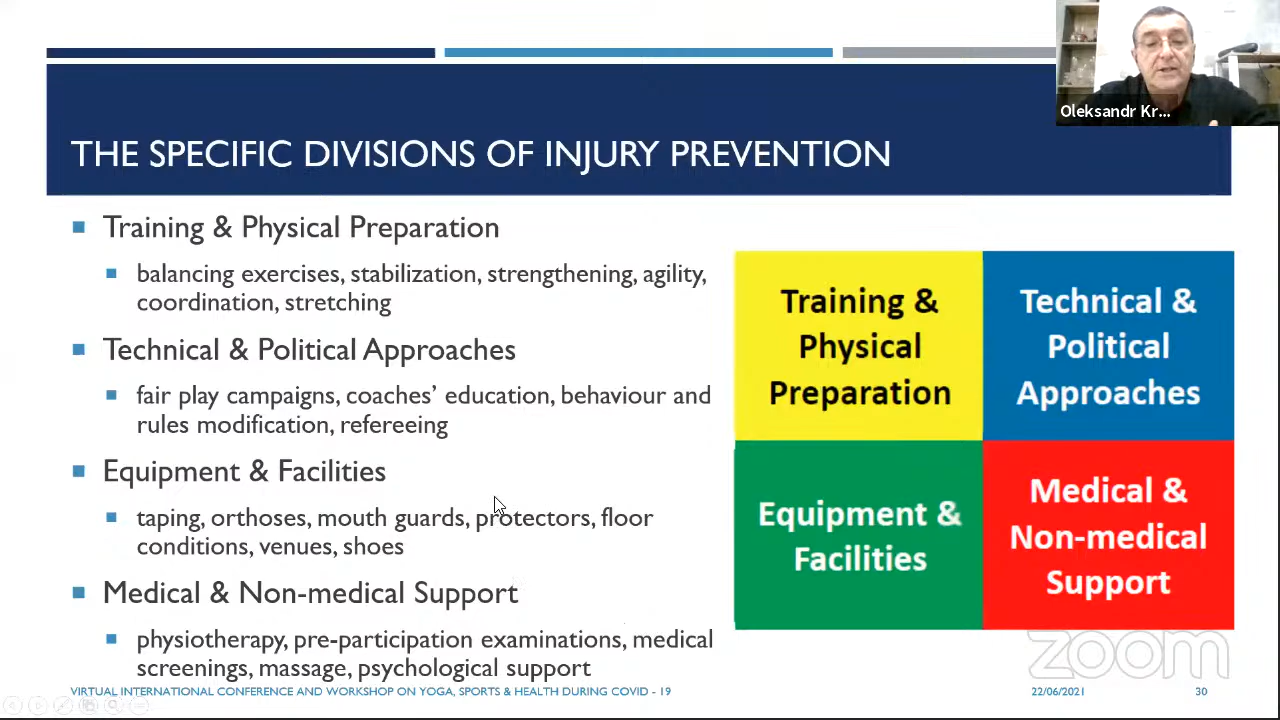 Oleksandr Kr...
THE SPECIFIC DIVISIONS OF INJURY PREVENTION
Training & Physical Preparation
balancing exercises, stabilization, strengthening, agility,
coordination, stretching
Technical & Political Approaches
fair play campaigns, coaches’ education, behaviour and
rules modification, refereeing
Equipment & Facilities
taping, orthoses, mouth guards, protectors, floor
conditions, venues, shoes
Medical & Non-medical Support
physiotherapy, pre-participation examinations, medical
screenings, massage, psychological support
Training &
Physical
Preparation
Technical &
Political
Approaches
Equipment &
Facilities
Medical &
Non-medical
Support
zoom
VIRTUAL INTERNATIONAL CONFERENCE AND WORKSHOP ON YOGA, SPORTS & HEALTH DURING COVID - 19
22/06/2021
30